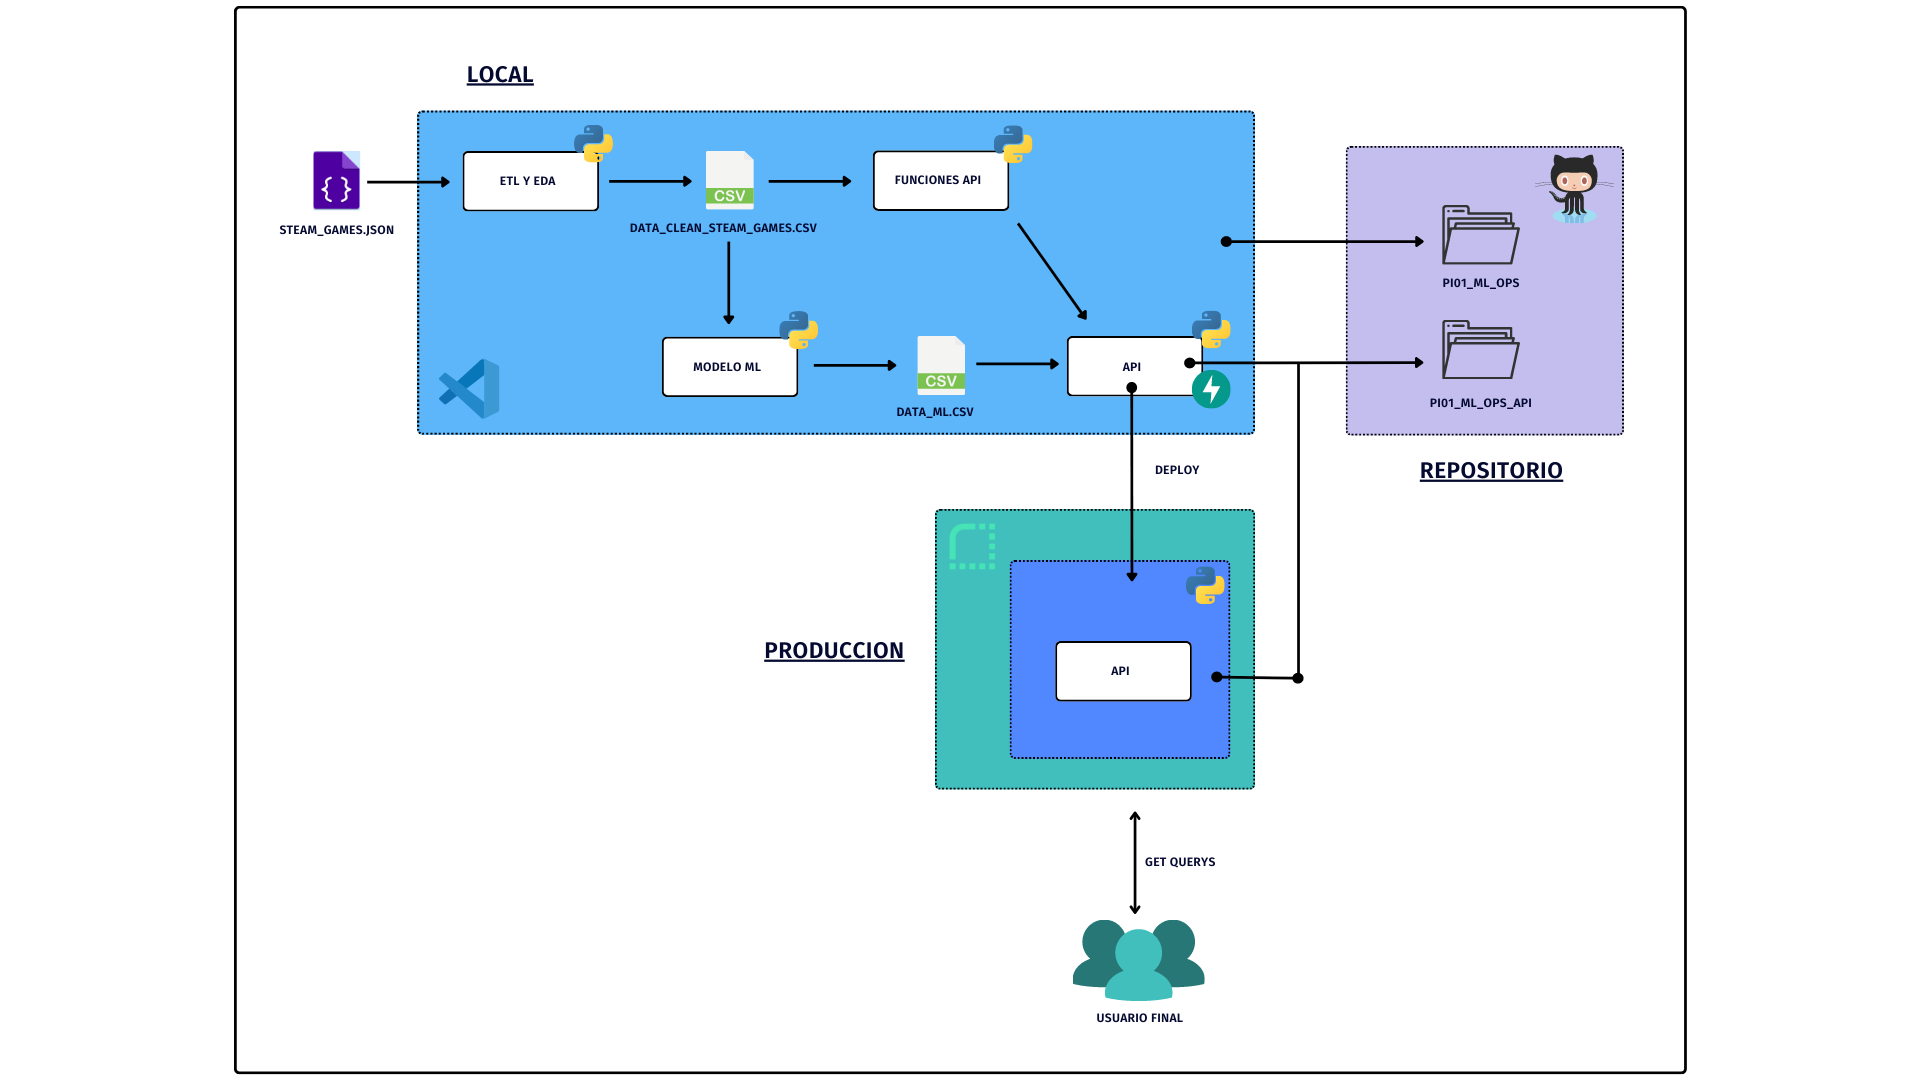 LOCAL
STEAM_GAMES.JSON
ETL Y EDA
CSV
DATA_CLEAN_STEAM_GAMES.CSV
FUNCIONES API
MODELO ML
CSV
DATA_ML.CSV
API
PI01_ML_OPS
PI01_ML_OPS_API
REPOSITORIO
DEPLOY
PRODUCCION
API
GET QUERYS
USUARIO FINAL